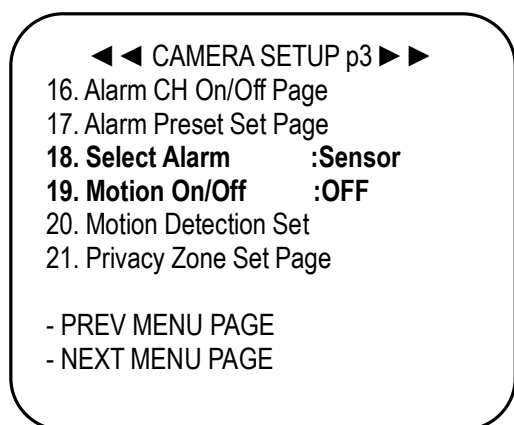 ◄◄ CAMERA SETUP p3 ►►
16. Alarm CH On/Off Page
17. Alarm Preset Set Page
18. Select Alarm :Sensor
19. Motion On/Off :OFF
20. Motion Detection Set
21. Privacy Zone Set Page
- PREV MENU PAGE
- NEXT MENU PAGE